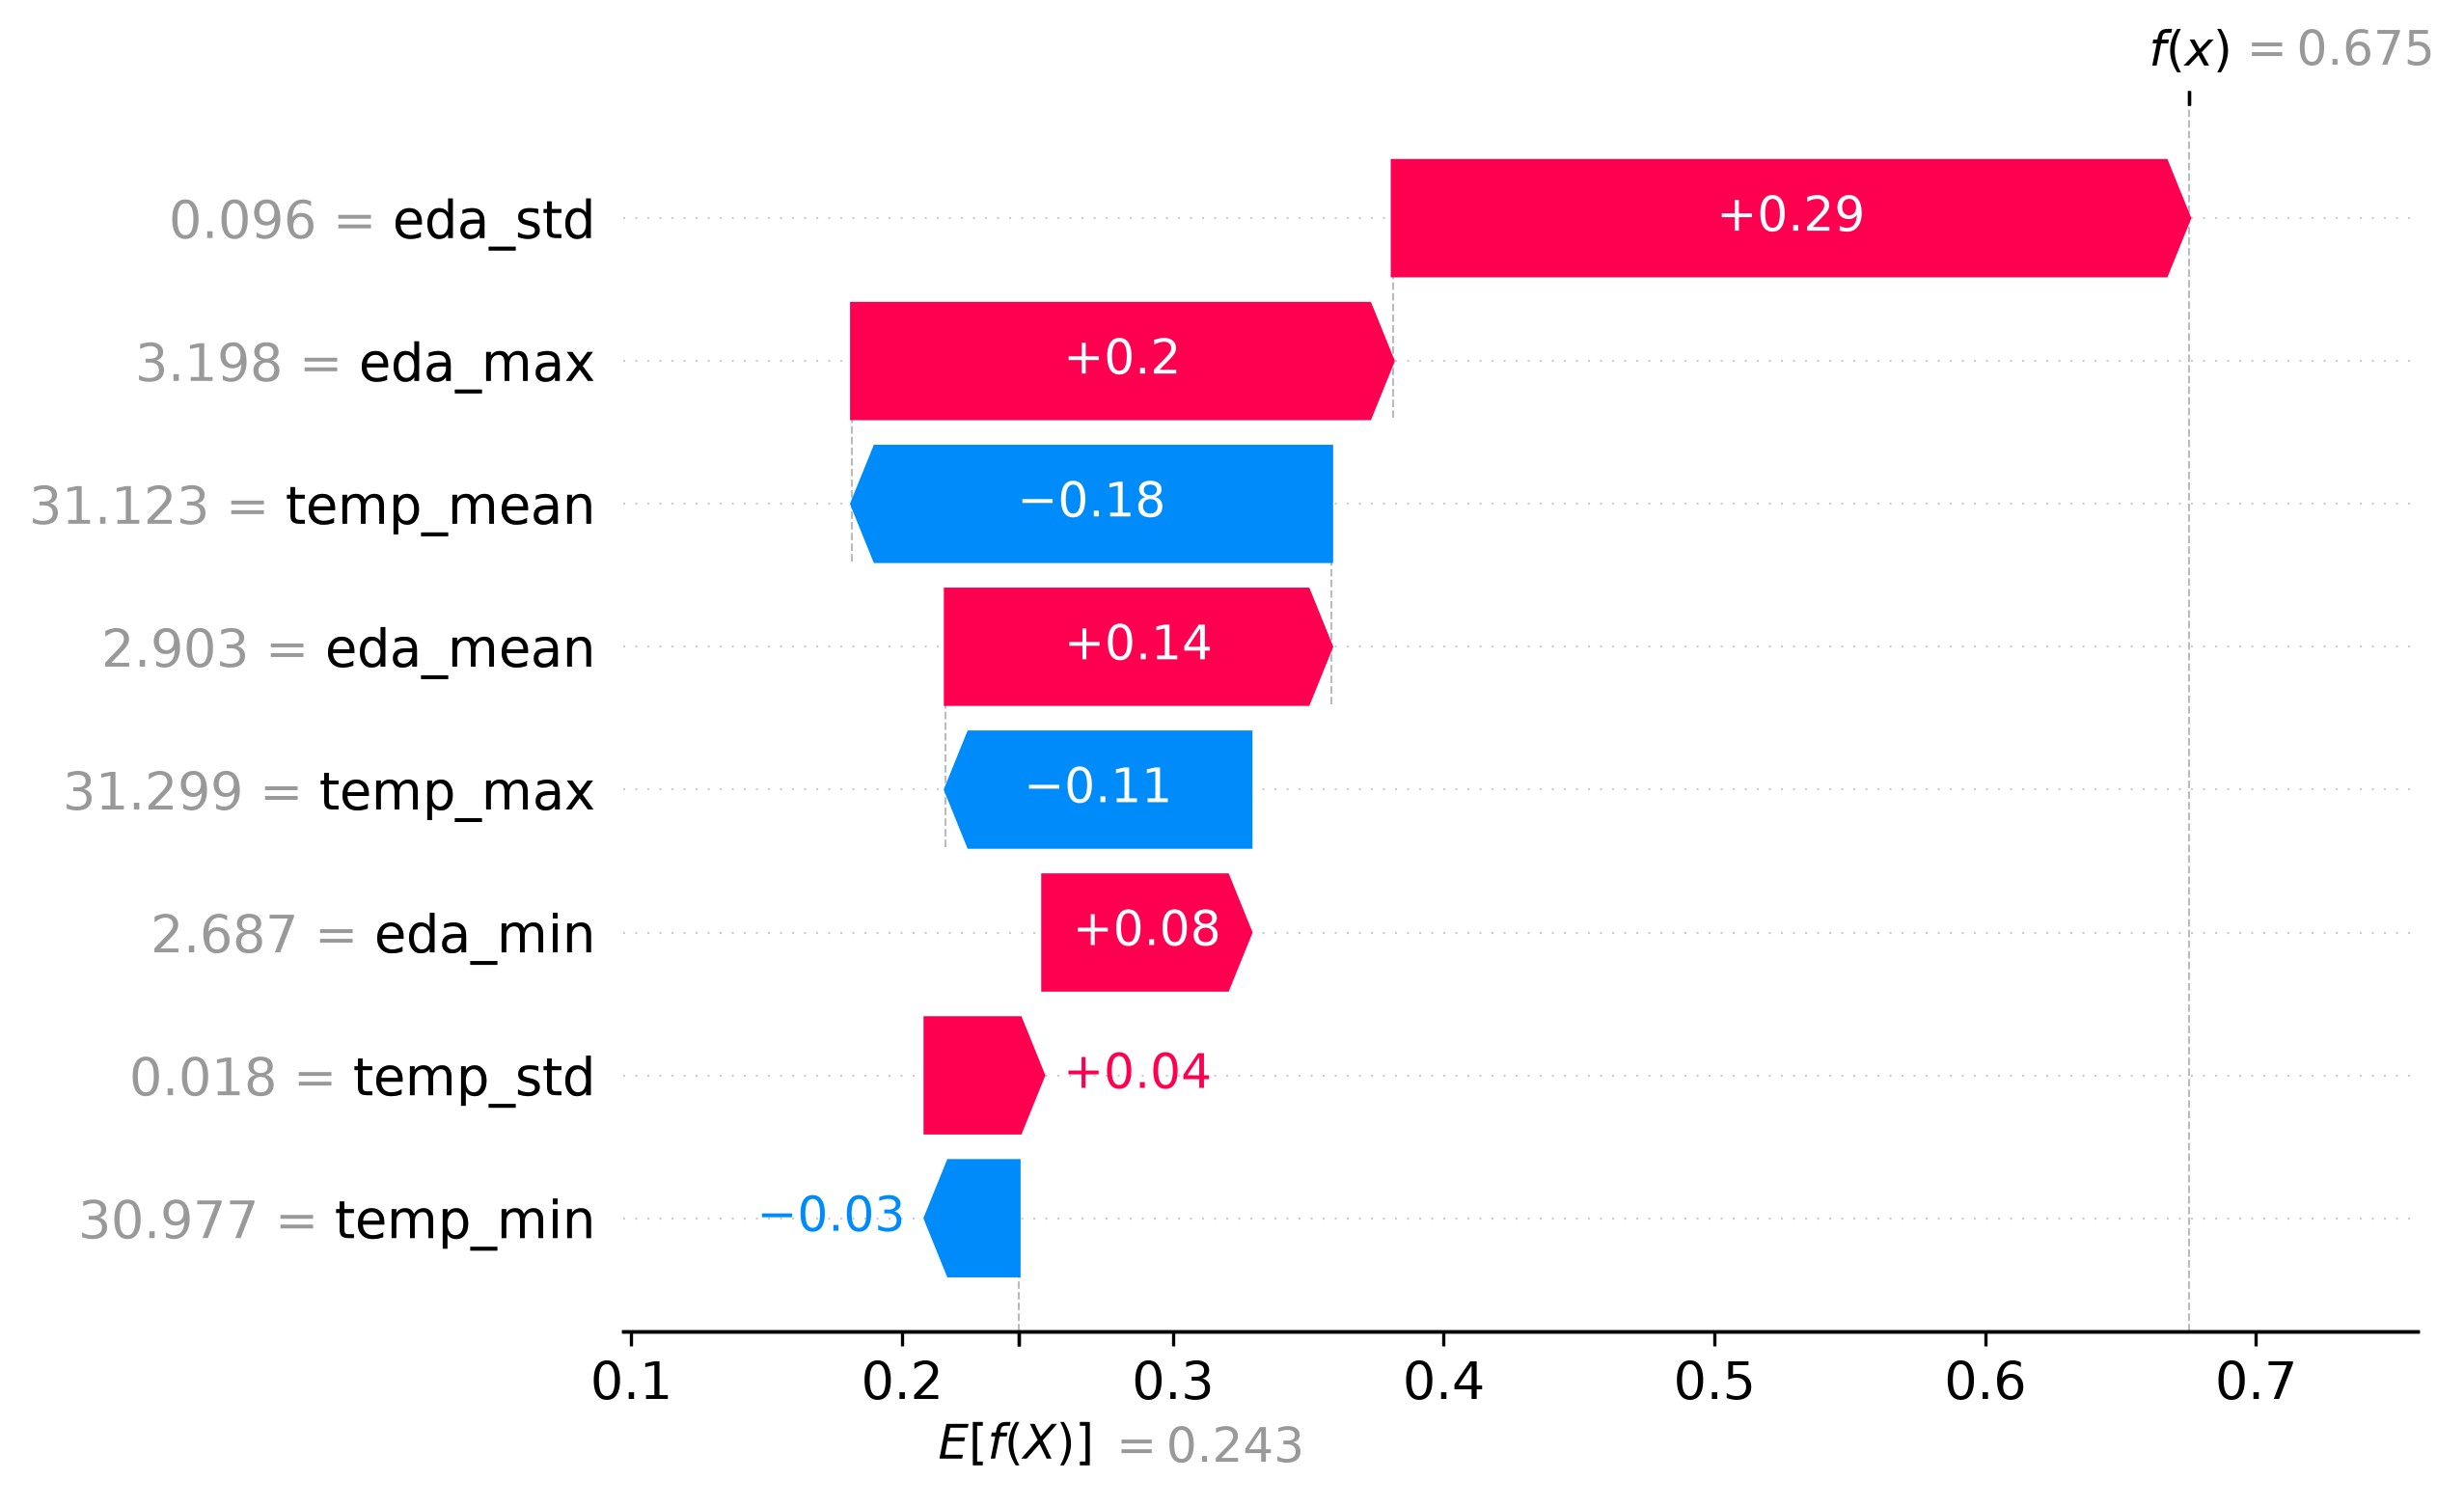 f(x) = 0.675
0.096 = eda_std +0.29
3.198 = eda_max +0.2
31.123 = temp_mean −0.18
2.903 = eda_mean +0.14
31.299 = temp_max −0.11
2.687 = eda_min +0.08
0.018 = temp_std +0.04
30.977 = temp_min −0.03
0.1 0.2 0.3 0.4 0.5 0.6 0.7
E[f(X)] = 0.243